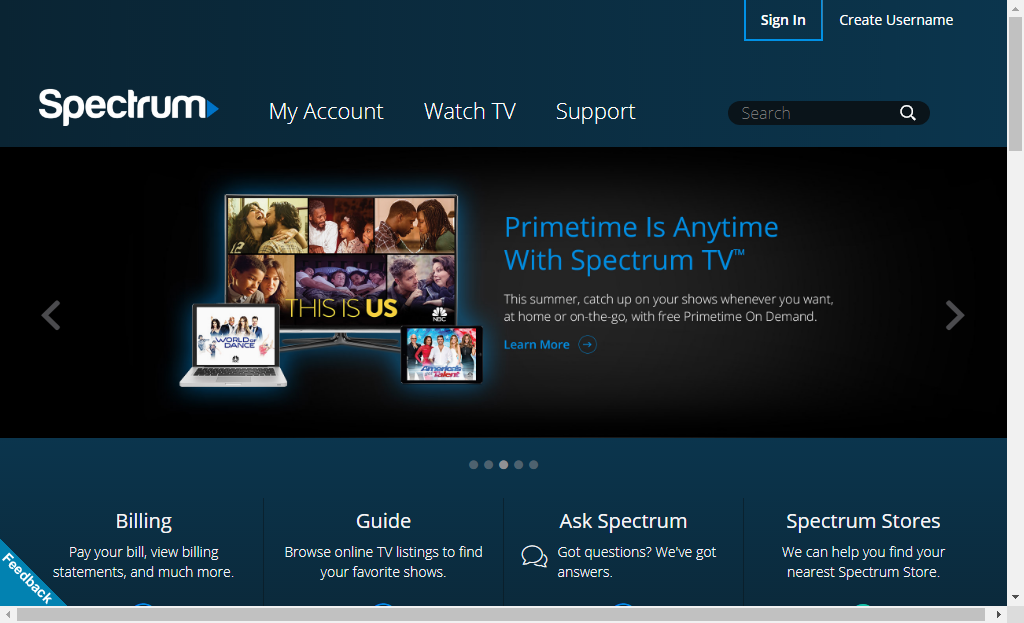 Sign In
Create Username
Spectrum
My Account
Watch TV
Support
Search
THIS IS US
NBC
WORLD OF
DANCE
America's
Talent
Primetime Is Anytime
With Spectrum TV™
This summer, catch up on your shows whenever you want,
at home or on-the-go, with free Primetime On Demand.
Learn More
Billing
Pay your bill, view billing
statements, and much more.
Guide
Browse online TV listings to find
your favorite shows.
Ask Spectrum
Got questions? We've got
answers.
Spectrum Stores
We can help you find your
nearest Spectrum Store.
Feedback